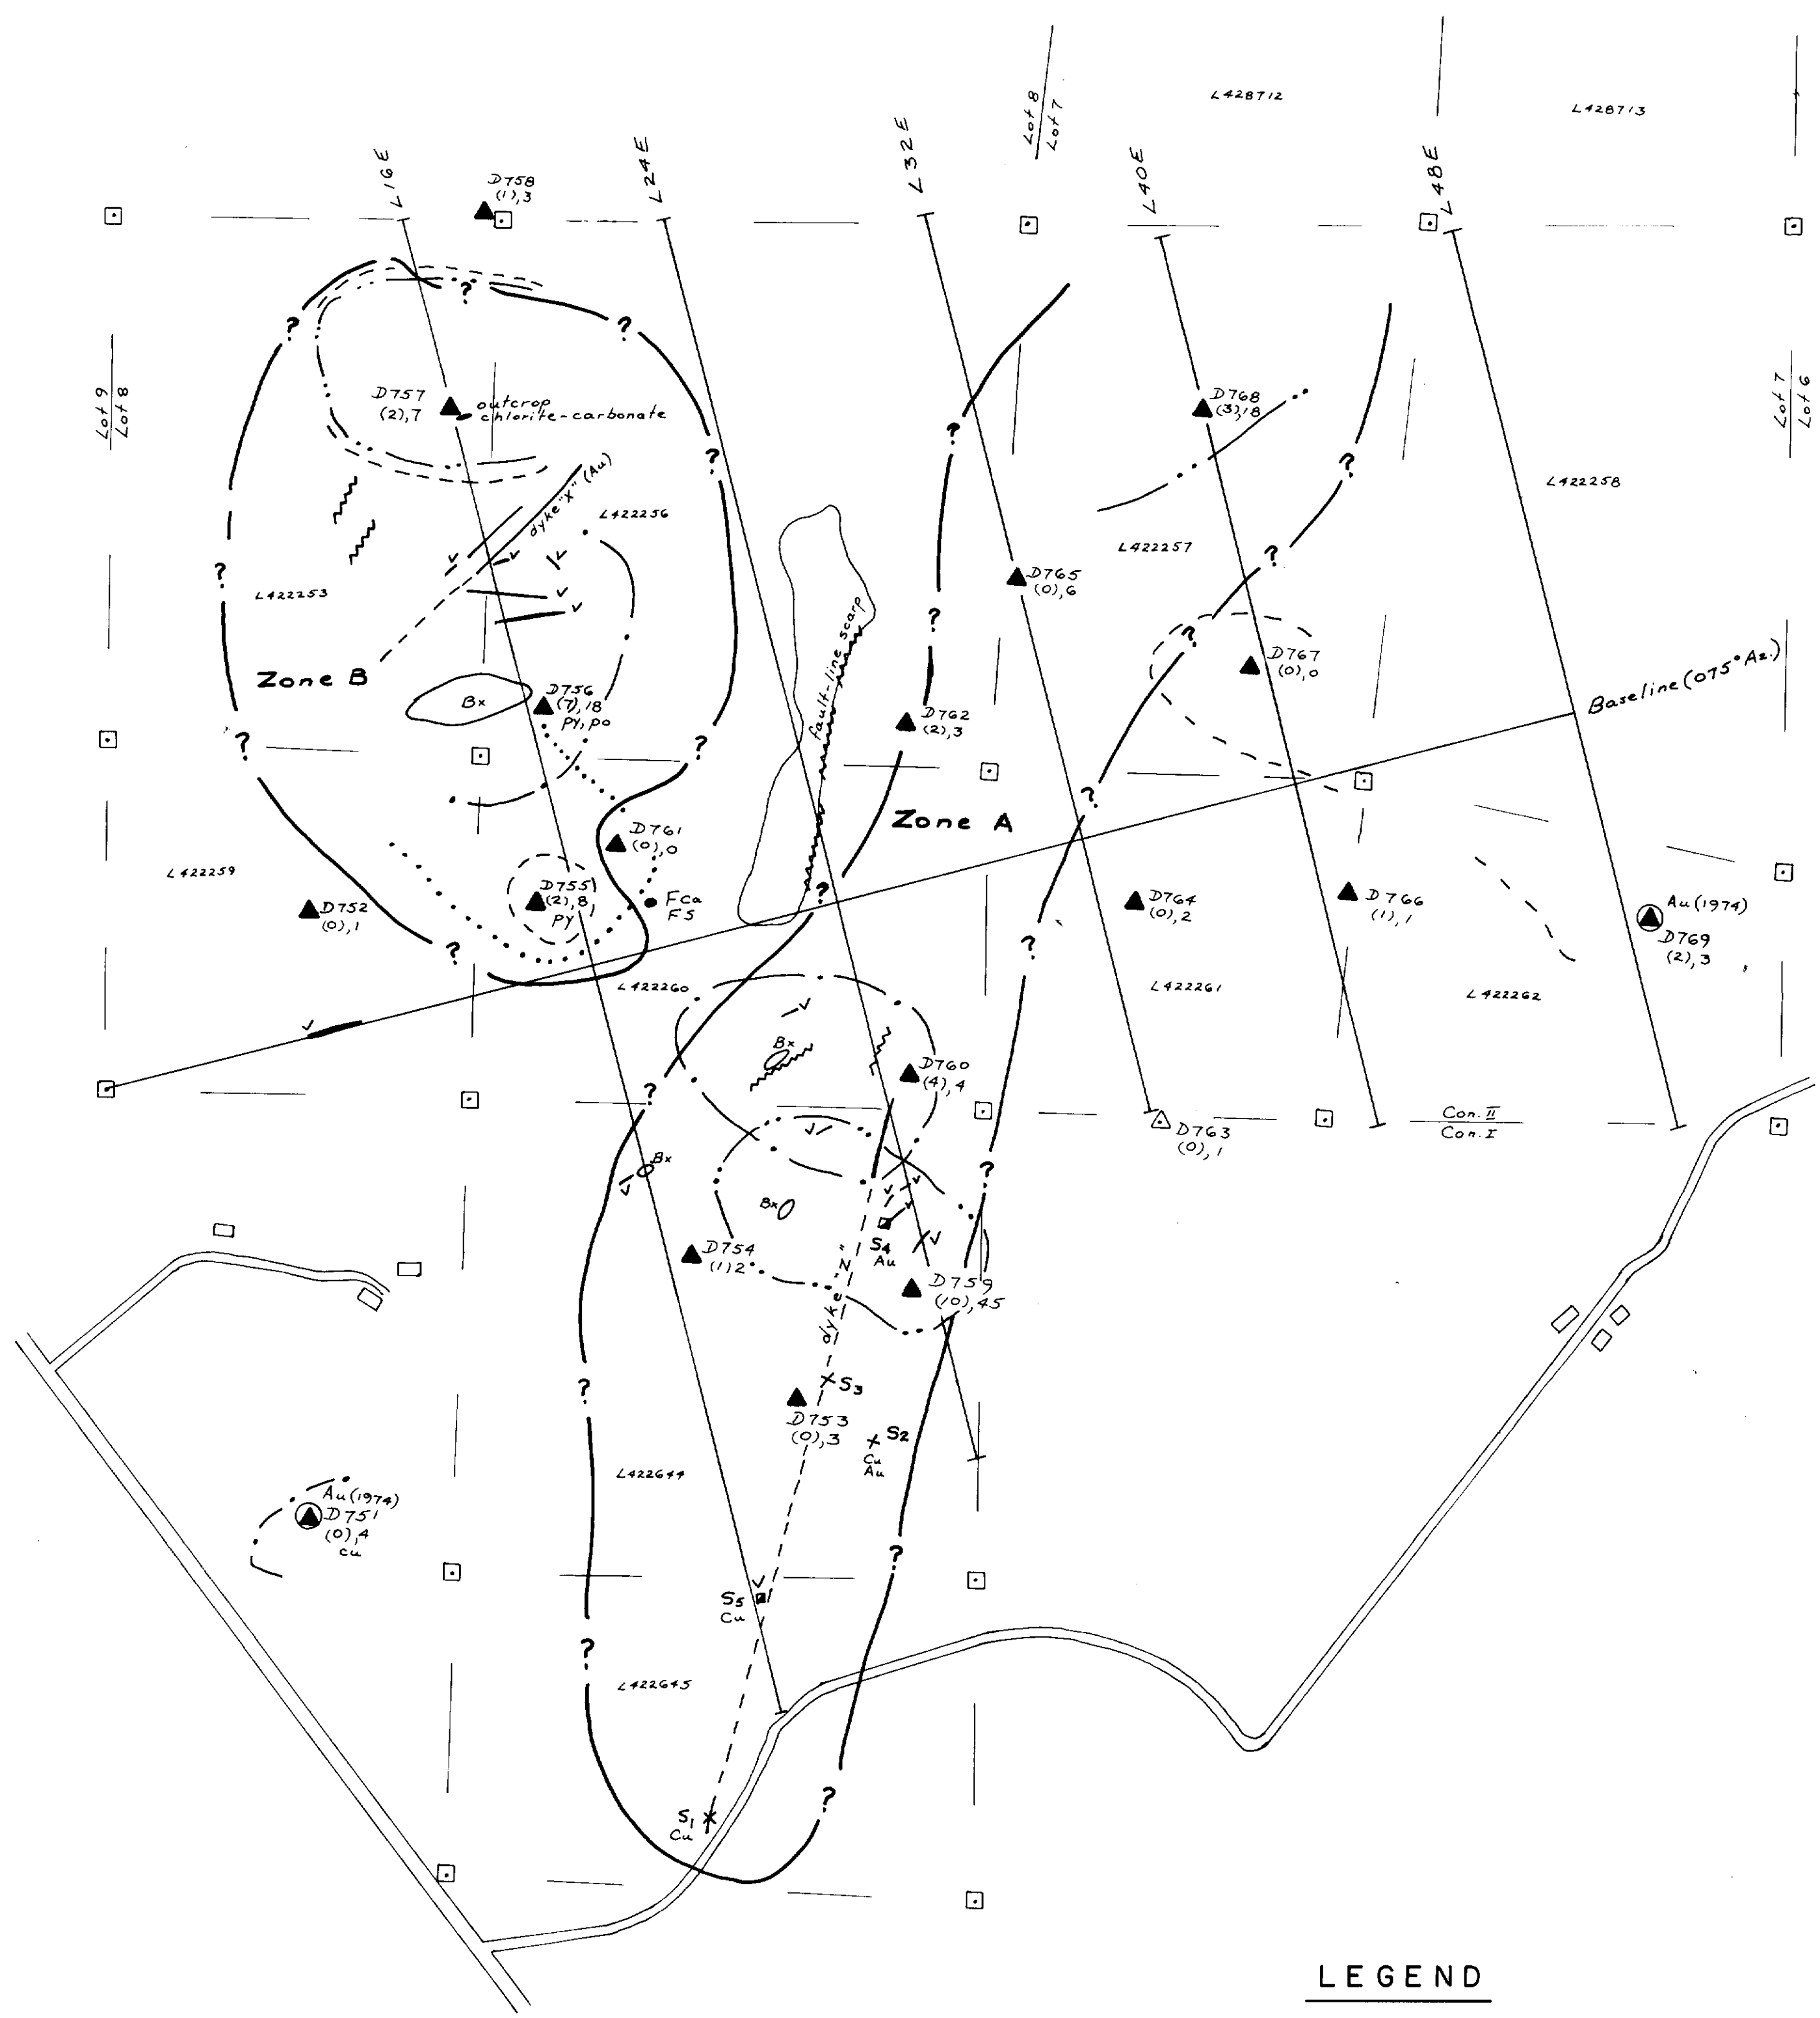 L428712
L428713
Lot 8
Lot 7
L16E
L24E
L32E
L40E
L48E
D758
(1),3
?
?
?
Lot 9
Lot 8
D757
(2),7
outcrop
chlorite-carbonate
D768
(3),18
Lot 7
Lot 6
?
?
?
L422258
dyke "X" (Au)
L422256
L422257
?
?
D765
(0),6
L422253
fault-line scarp
?
?
Zone B
Bx
D756
(7),18
py, po
D767
(0),0
Baseline (075° Az.)
D762
(2),3
?
?
?
Zone A
D761
(0),0
L422259
D752
(0),1
D755
(2),8
py
Fca
FS
?
D764
(0),2
D766
(1),1
Au (1974)
D769
(2),3
?
?
L422260
L422261
L422262
Bx
D760
(4),4
?
Con. II
Con. I
D763
(0),1
Bx
?
Bx
S4
Au
D754
(1)2
dyke "Z"
D759
(10),45
?
S3
D753
(0),3
S2
Cu
Au
L422644
Au (1974)
D751
(0),4
cu
?
S5
Cu
?
L422645
?
S1
Cu
LEGEND